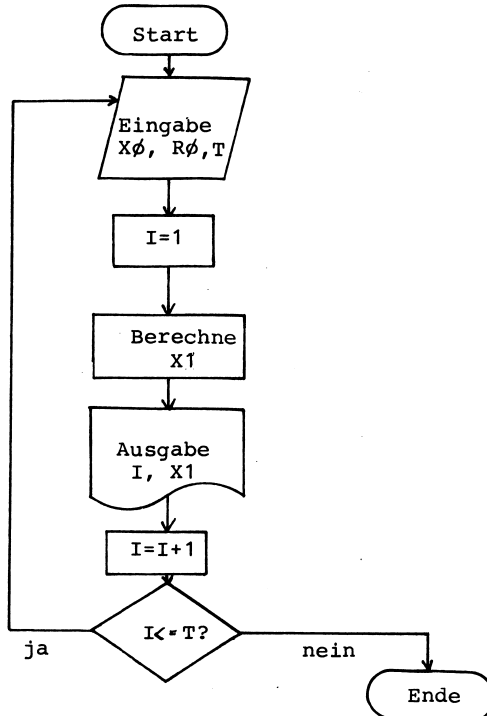 Start
Eingabe
XØ, RØ,T
I=1
Berechne
X1
Ausgabe
I, X1
I=I+1
I<=T?
ja
nein
Ende